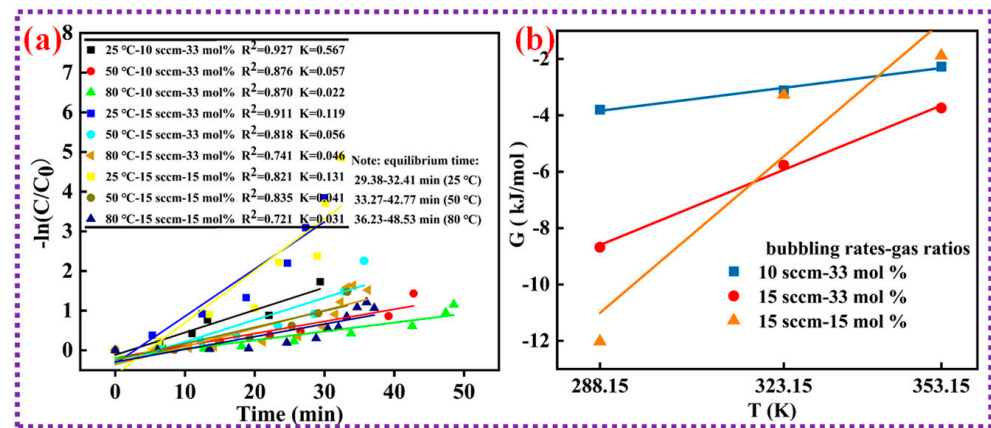 (a)
-ln(C/C0)
8
7
6
5
4
3
2
1
0
25 °C-10 sccm-33 mol% R2=0.927 K=0.567
50 °C-10 sccm-33 mol% R2=0.876 K=0.057
80 °C-10 sccm-33 mol% R2=0.870 K=0.022
25 °C-15 sccm-33 mol% R2=0.911 K=0.119
50 °C-15 sccm-33 mol% R2=0.818 K=0.056
80 °C-15 sccm-33 mol% R2=0.741 K=0.046
25 °C-15 sccm-15 mol% R2=0.821 K=0.131
50 °C-15 sccm-15 mol% R2=0.835 K=0.041
80 °C-15 sccm-15 mol% R2=0.721 K=0.031
Note: equilibrium time:
29.38-32.41 min (25 °C)
33.27-42.77 min (50 °C)
36.23-48.53 min (80 °C)
0 10 20 30 40 50
Time (min)
(b)
G ( kJ/mol)
-2
-4
-6
-8
-10
-12
bubbling rates-gas ratios
10 sccm-33 mol %
15 sccm-33 mol %
15 sccm-15 mol %
288.15 323.15 353.15
T (K)